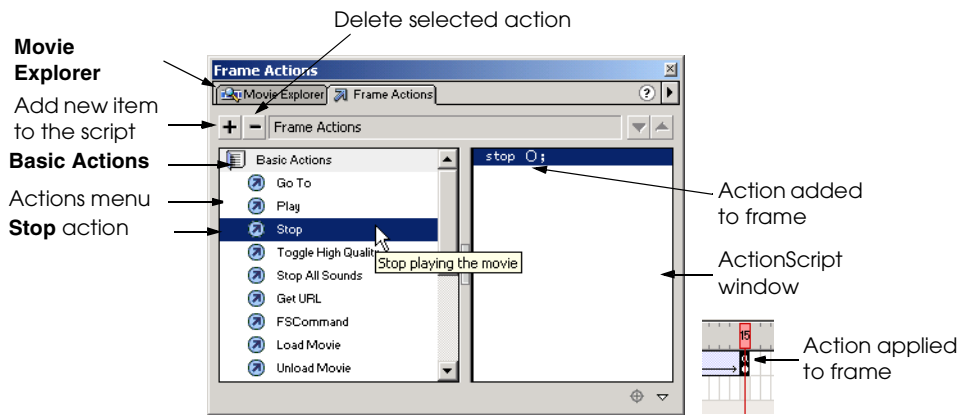 Delete selected action
Movie
Explorer
Add new item
to the script
Basic Actions
Actions menu
Stop action
Frame Actions
Movie Explorer
Frame Actions
?
+ - Frame Actions
Basic Actions
Go To
Play
Stop
Toggle High Quality
Stop playing the movie
Stop All Sounds
Get URL
FSCommand
Load Movie
Unload Movie
stop ();
Action added
to frame
ActionScript
window
15
Action applied
to frame